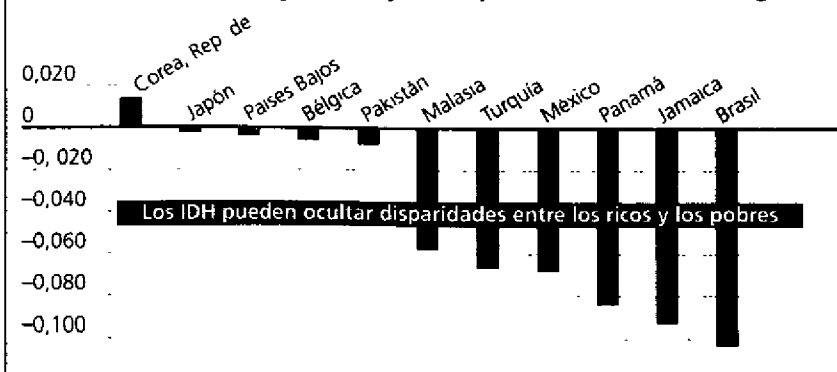 Corea, Rep. de
Japón
Países Bajos
Bélgica
Pakistán
Malasia
Turquía
México
Panamá
Jamaica
Brasil
0,020
0
–0, 020
–0,040
Los IDH pueden ocultar disparidades entre los ricos y los pobres
–0,060
–0,080
–0,100